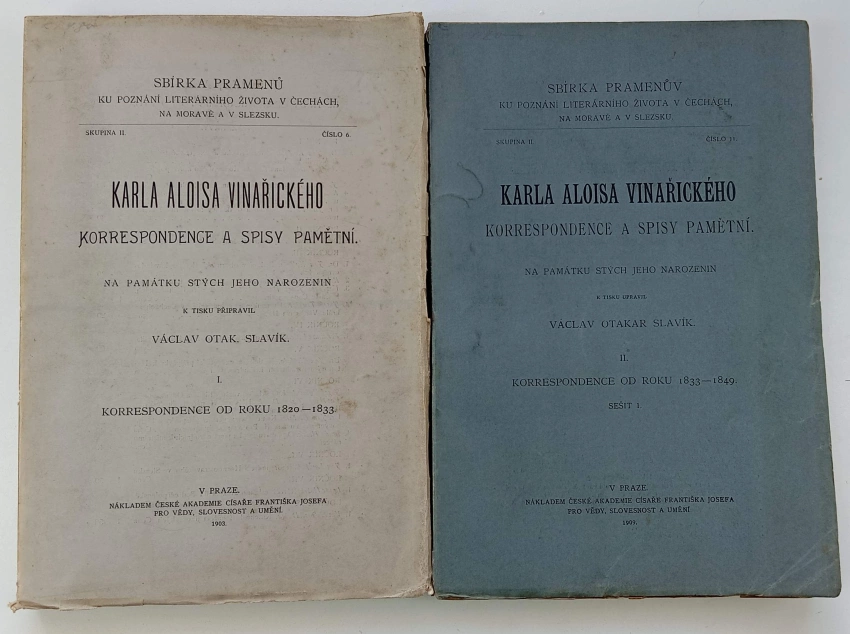 SBÍRKA PRAMENŮ
KU POZNÁNÍ LITERÁRNÍHO ŽIVOTA V ČECHÁCH,
NA MORAVĚ A V SLEZSKU.
SKUPINA II.
ČÍSLO 6.
KARLA ALOISA VINAŘICKÉHO
KORRESPONDENCE A SPISY PAMĚTNÍ.
NA PAMÁTKU STÝCH JEHO NAROZENIN
K TISKU PŘIPRAVIL
VÁCLAV OTAK. SLAVÍK.
I.
KORRESPONDENCE OD ROKU 1820—1833.
V PRAZE.
NÁKLADEM ČESKÉ AKADEMIE CÍSAŘE FRANTIŠKA JOSEFA
PRO VĚDY, SLOVESNOST A UMĚNÍ.
1903.
SBÍRKA PRAMENŮV
KU POZNÁNÍ LITERÁRNÍHO ŽIVOTA V ČECHÁCH,
NA MORAVĚ A V SLEZSKU.
SKUPINA II.
ČÍSLO
KARLA ALOISA VINAŘICKÉHO
KORRESPONDENCE A SPISY PAMĚTNÍ.
NA PAMÁTKU STÝCH JEHO NAROZENIN
K TISKU UPRAVIL
VÁCLAV OTAKAR SLAVÍK.
II.
KORRESPONDENCE OD ROKU 1833—1849.
SEŠIT 1.
V PRAZE.
NÁKLADEM ČESKÉ AKADEMIE CÍSAŘE FRANTIŠKA JOSEFA
PRO VĚDY, SLOVESNOST A UMĚNÍ.
1909.